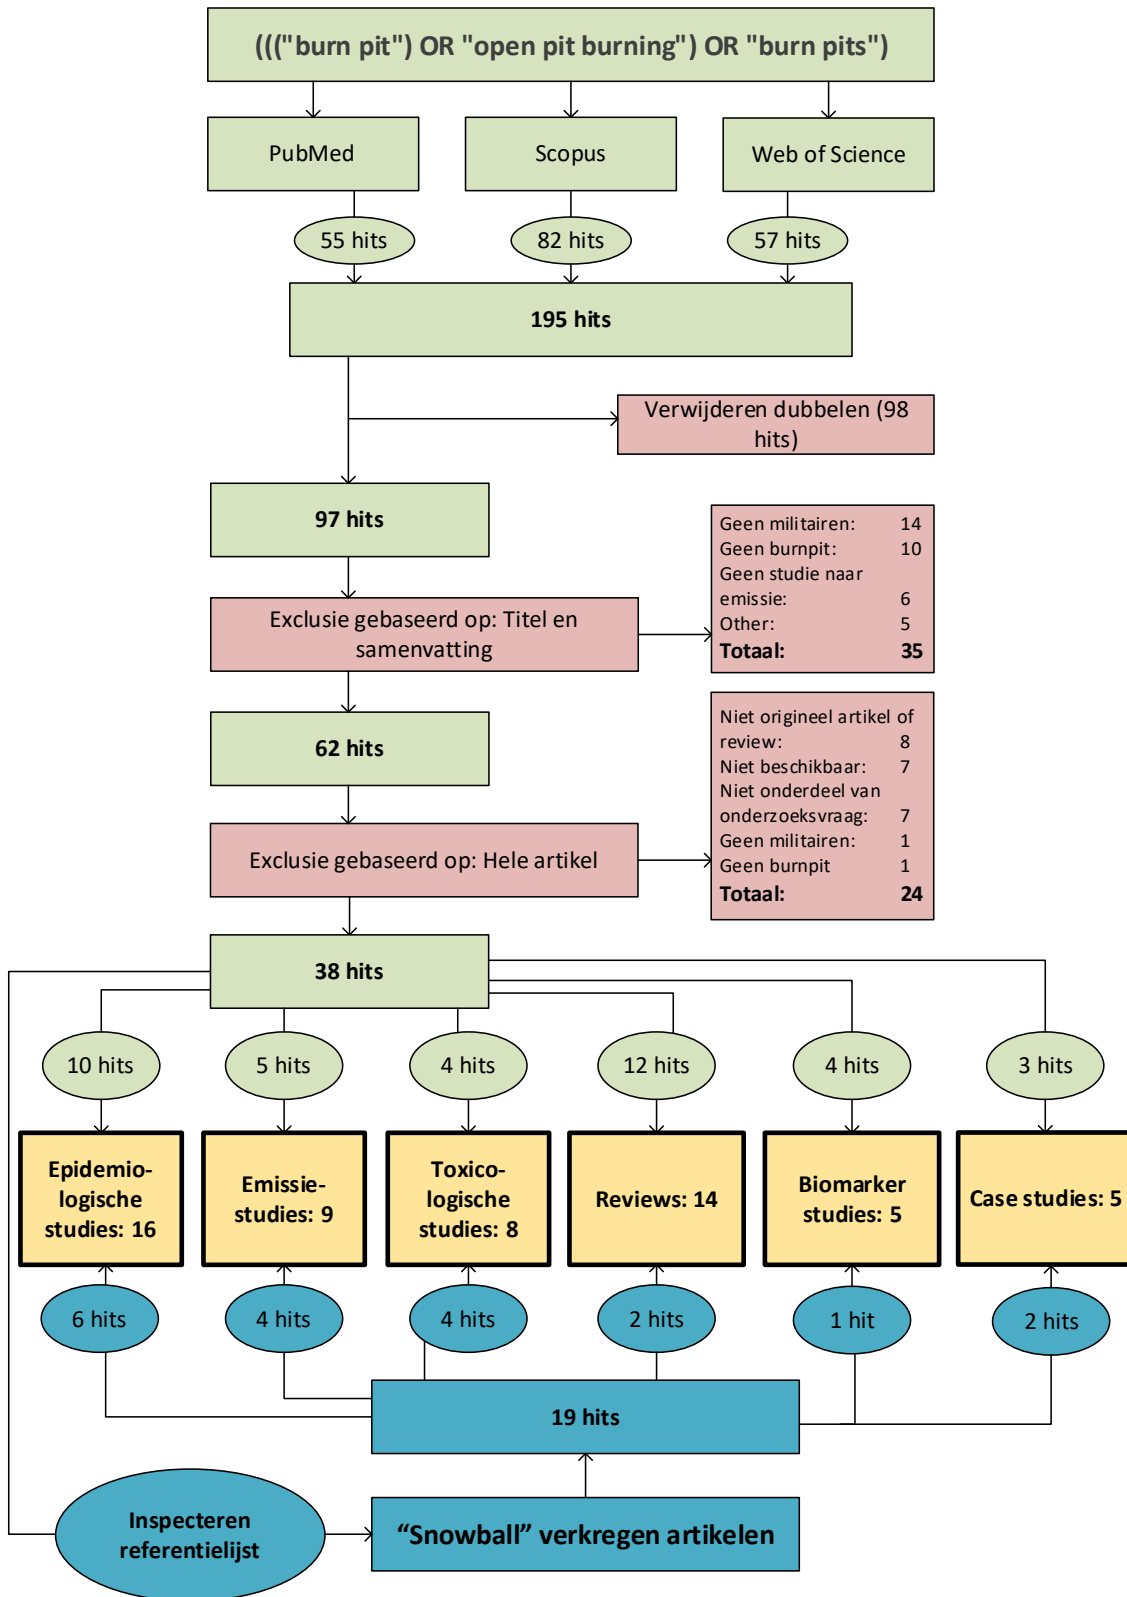 ((("burn pit") OR "open pit burning") OR "burn pits")
PubMed
Scopus
Web of Science
55 hits
82 hits
57 hits
195 hits
Verwijderen dubbelen (98
hits)
97 hits
Geen militairen: 14
Geen burnpit: 10
Geen studie naar
emissie: 6
Other: 5
Totaal: 35
Exclusie gebaseerd op: Titel en
samenvatting
62 hits
Niet origineel artikel of
review: 8
Niet beschikbaar: 7
Niet onderdeel van
onderzoeksvraag: 7
Geen militairen: 1
Geen burnpit 1
Totaal: 24
Exclusie gebaseerd op: Hele artikel
38 hits
10 hits
5 hits
4 hits
12 hits
4 hits
3 hits
Epidemio-
logische
studies: 16
Emissie-
studies: 9
Toxico-
logische
studies: 8
Reviews: 14
Biomarker
studies: 5
Case studies: 5
6 hits
4 hits
4 hits
2 hits
1 hit
2 hits
19 hits
Inspecteren
referentielijst
“Snowball” verkregen artikelen